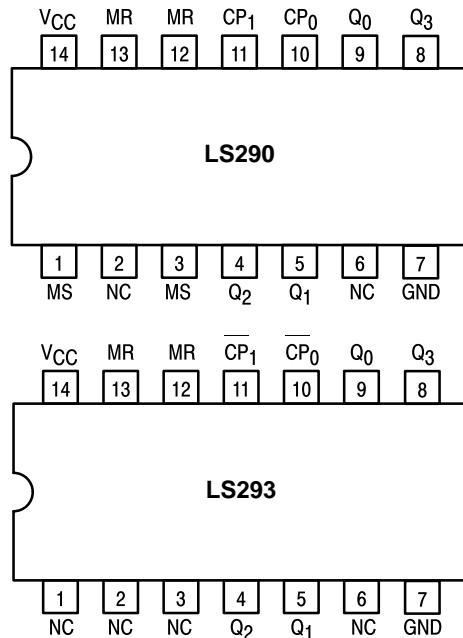 VCC MR MR CP1 CP0 Q0 Q3
14 13 12 11 10 9 8
LS290
1 2 3 4 5 6 7
MS NC MS Q2 Q1 NC GND
VCC MR MR C̅P̅1 C̅P̅0 Q0 Q3
14 13 12 11 10 9 8
LS293
1 2 3 4 5 6 7
NC NC NC Q2 Q1 NC GND